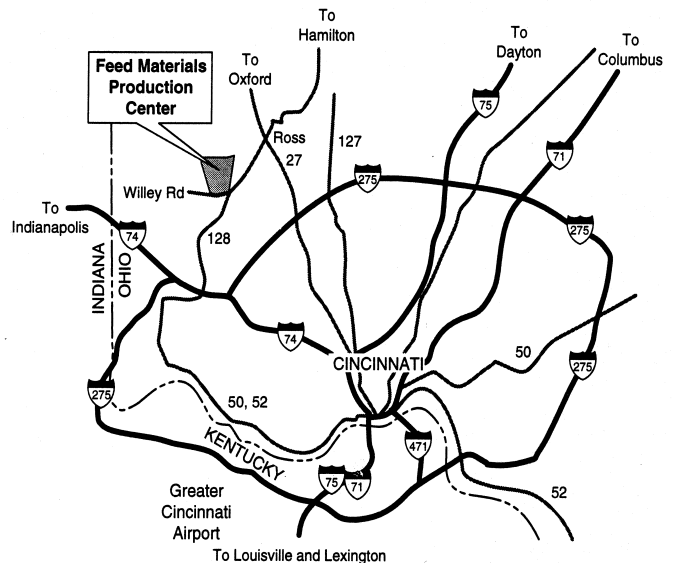 To
Hamilton
To
Dayton
To
Columbus
Feed Materials
Production
Center
To
Oxford
75
Ross
127
71
27
275
Willey Rd
To
Indianapolis
74
128
275
INDIANA
OHIO
74
CINCINNATI
50
275
275
50, 52
KENTUCKY
471
75
71
Greater
Cincinnati
Airport
52
To Louisville and Lexington